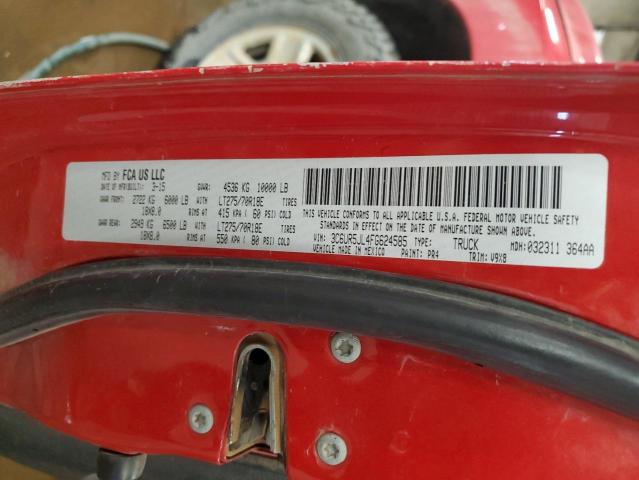 MFD BY FCA US LLC
DATE OF MFR(BUILT): 3-15 GVWR: 4536 KG 10000 LB
GAWR FRONT: 2722 KG 6000 LB WITH LT275/70R18E TIRES
18X8.0 RIMS AT 415 KPA ( 60 PSI) COLD
GAWR REAR: 2949 KG 6500 LB WITH LT275/70R18E TIRES
18X8.0 RIMS AT 550 KPA ( 80 PSI) COLD
THIS VEHICLE CONFORMS TO ALL APPLICABLE U.S.A. FEDERAL MOTOR VEHICLE SAFETY
STANDARDS IN EFFECT ON THE DATE OF MANUFACTURE SHOWN ABOVE.
VIN: 3C6UR5JL4FG624585 TYPE: TRUCK MDH: 032311 364AA
VEHICLE MADE IN MEXICO PAINT: PR4 TRIM: V9X8